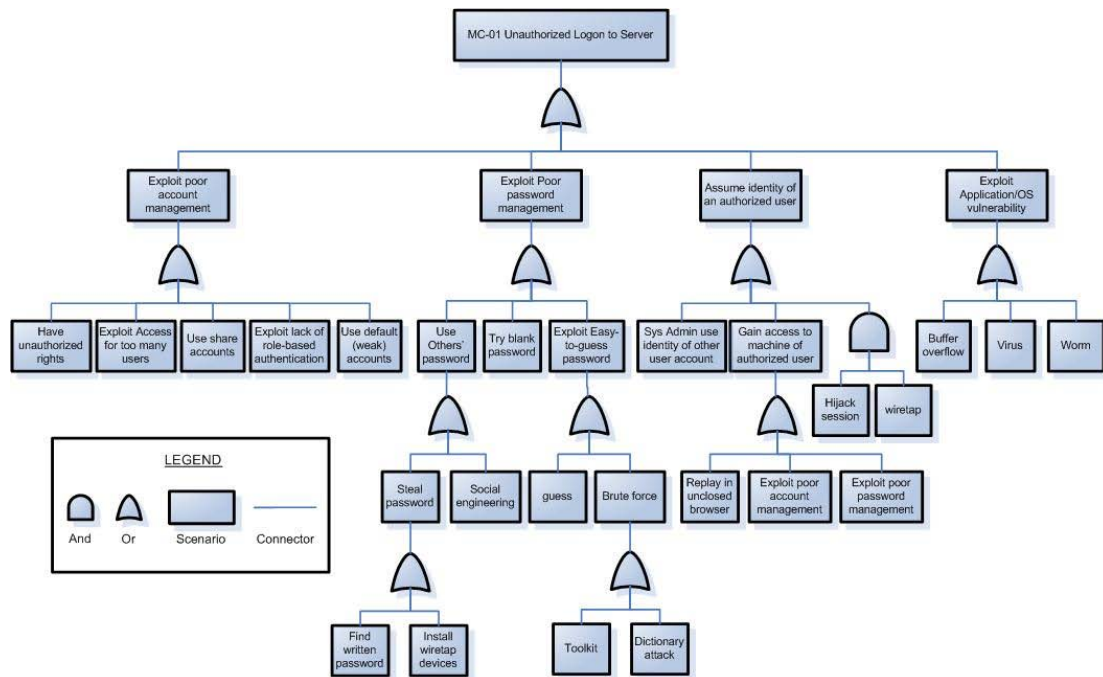 MC-01 Unauthorized Logon to Server
Exploit poor
account
management
Exploit Poor
password
management
Assume identity of
an authorized user
Exploit
Application/OS
vulnerability
Have
unauthorized
rights
Exploit Access
for too many
users
Use share
accounts
Exploit lack of
role-based
authentication
Use default
(weak)
accounts
Use
Others'
password
Try blank
password
Exploit Easy-
to-guess
password
Sys Admin use
identity of other
user account
Gain access to
machine of
authorized user
Buffer
overflow
Virus
Worm
Hijack
session
wiretap
Steal
password
Social
engineering
guess
Brute force
Replay in
unclosed
browser
Exploit poor
account
management
Exploit poor
password
management
Find
written
password
Install
wiretap
devices
Toolkit
Dictionary
attack
LEGEND
And
Or
Scenario
Connector